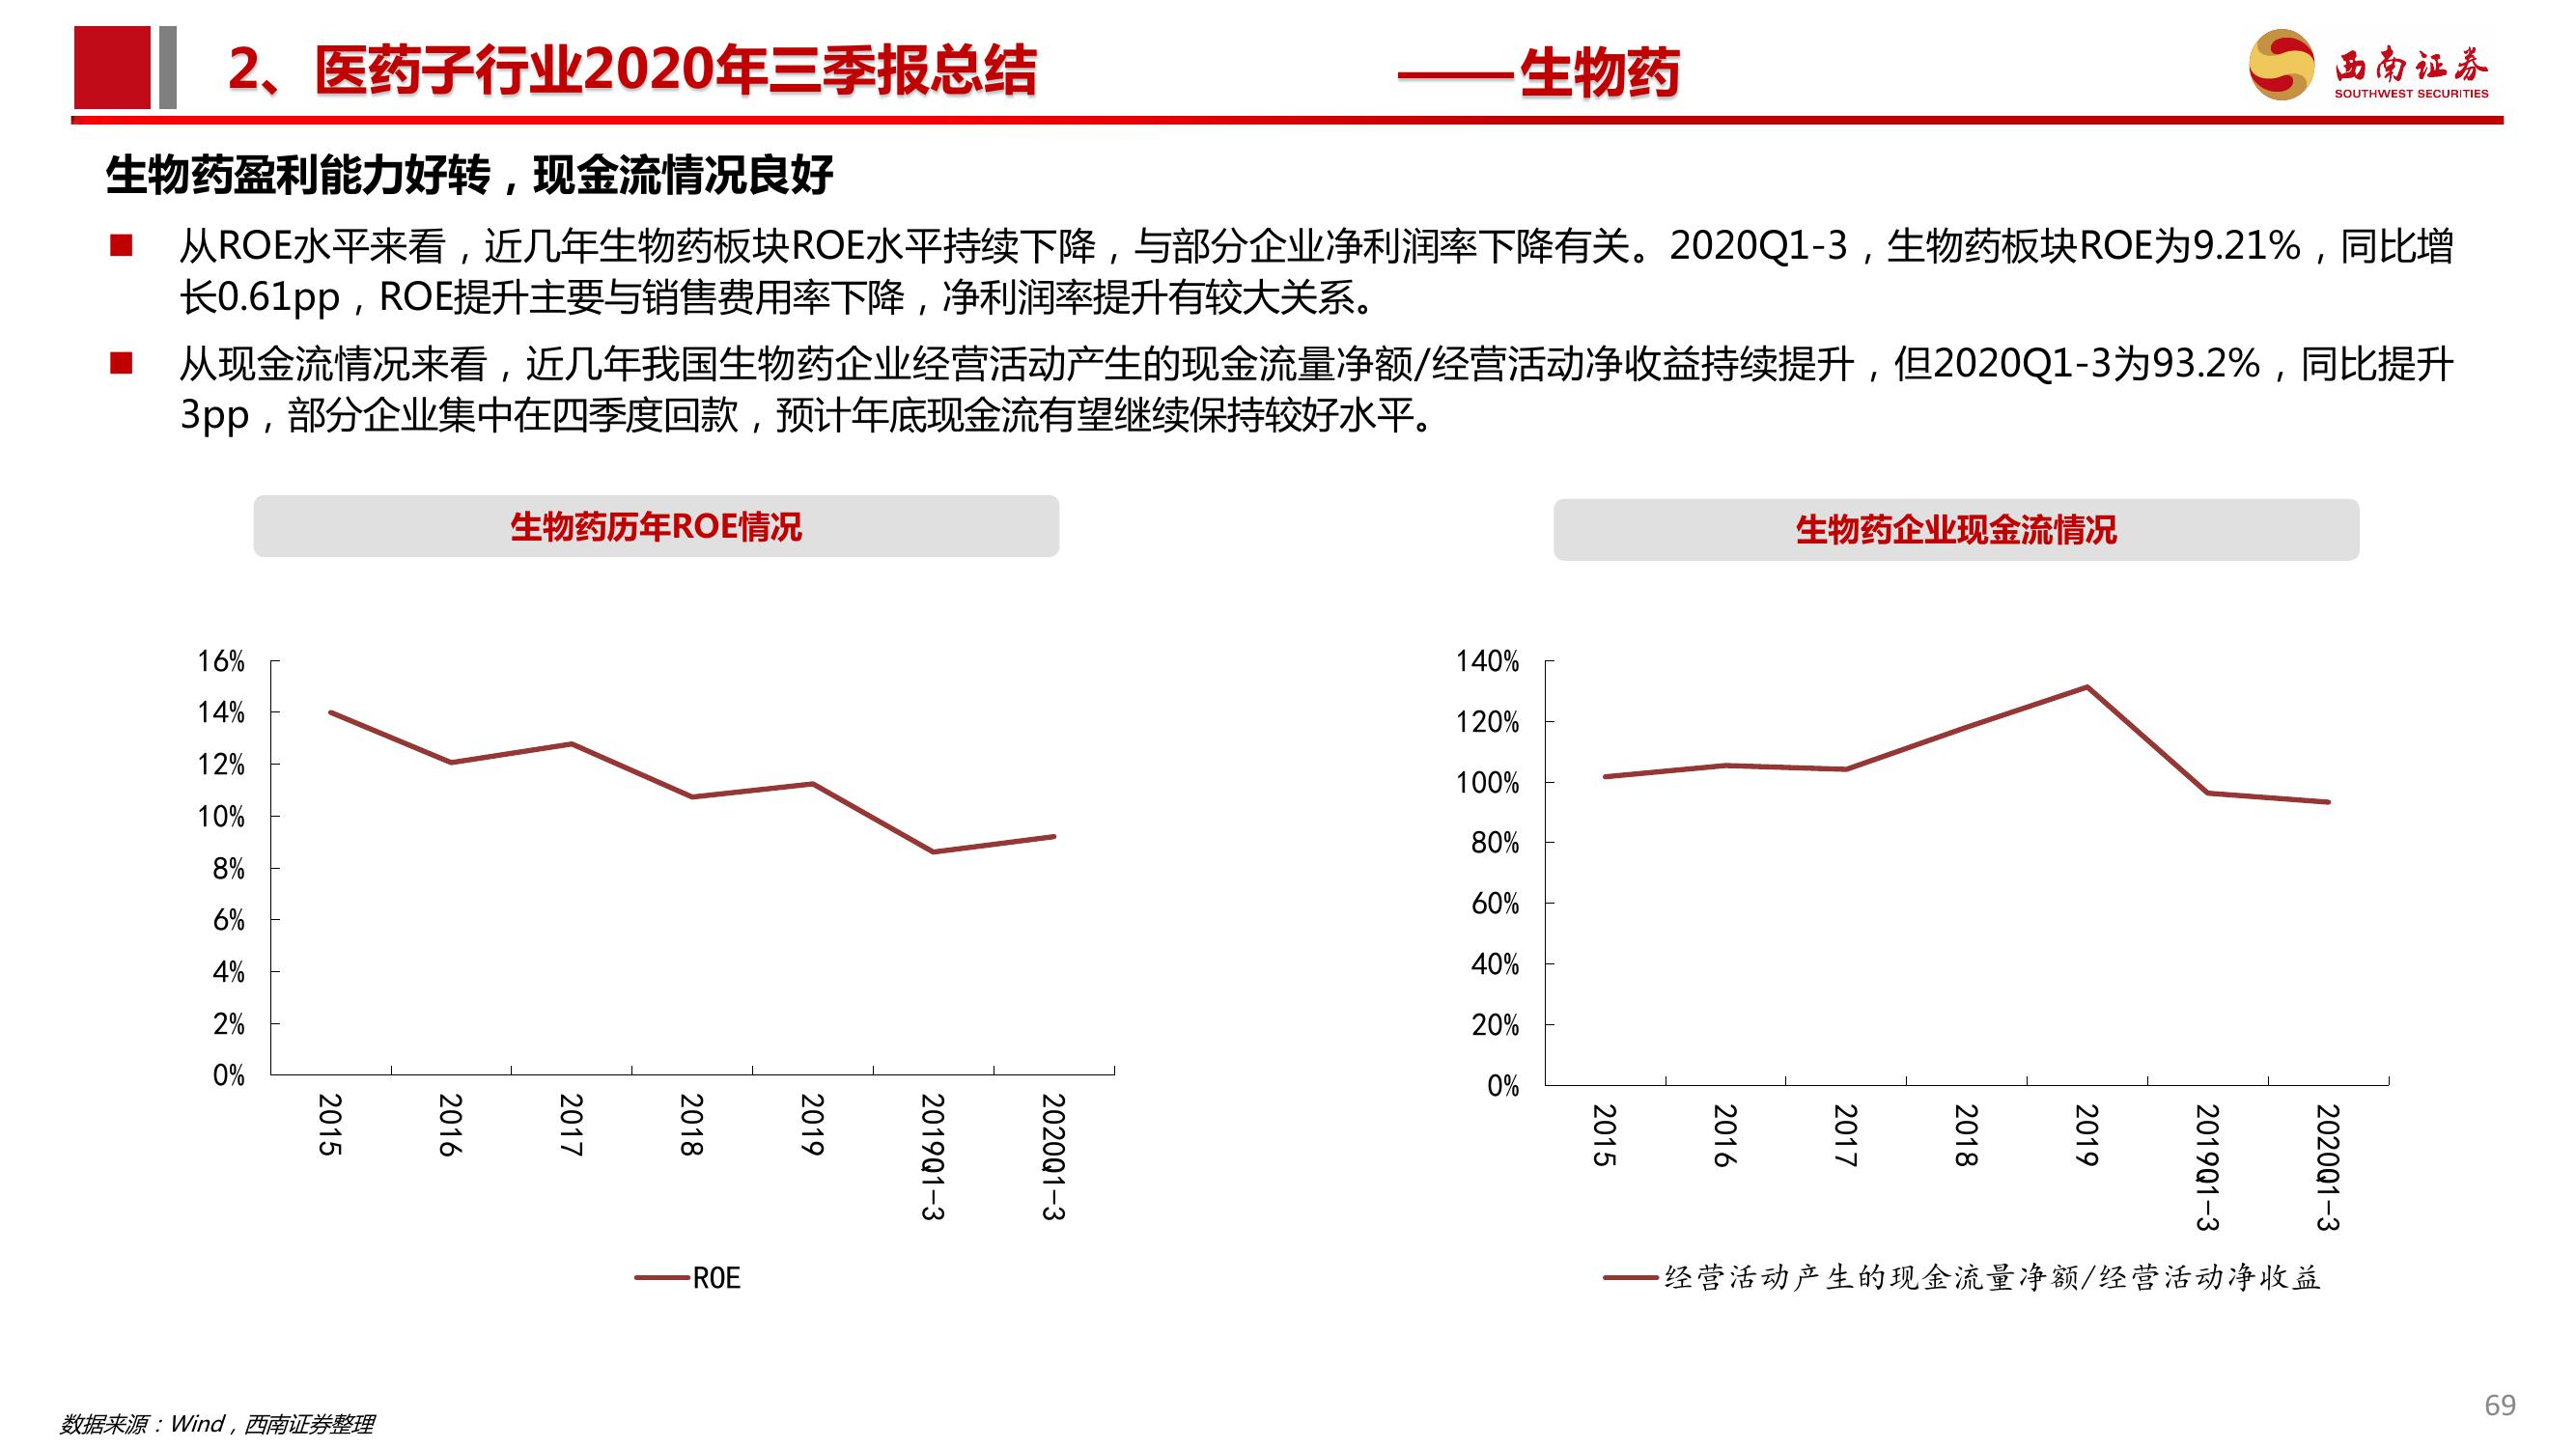 2、医药子行业2020年三季报总结
——生物药
西南证券
SOUTHWEST SECURITIES
生物药盈利能力好转，现金流情况良好
从ROE水平来看，近几年生物药板块ROE水平持续下降，与部分企业净利润率下降有关。2020Q1-3，生物药板块ROE为9.21%，同比增
长0.61pp，ROE提升主要与销售费用率下降，净利润率提升有较大关系。
从现金流情况来看，近几年我国生物药企业经营活动产生的现金流量净额/经营活动净收益持续提升，但2020Q1-3为93.2%，同比提升
3pp，部分企业集中在四季度回款，预计年底现金流有望继续保持较好水平。
生物药历年ROE情况
16%
14%
12%
10%
8%
6%
4%
2%
0%
2015
2016
2017
2018
2019
2019Q1-3
2020Q1-3
ROE
生物药企业现金流情况
140%
120%
100%
80%
60%
40%
20%
0%
2015
2016
2017
2018
2019
2019Q1-3
2020Q1-3
经营活动产生的现金流量净额/经营活动净收益
数据来源：Wind，西南证券整理
69